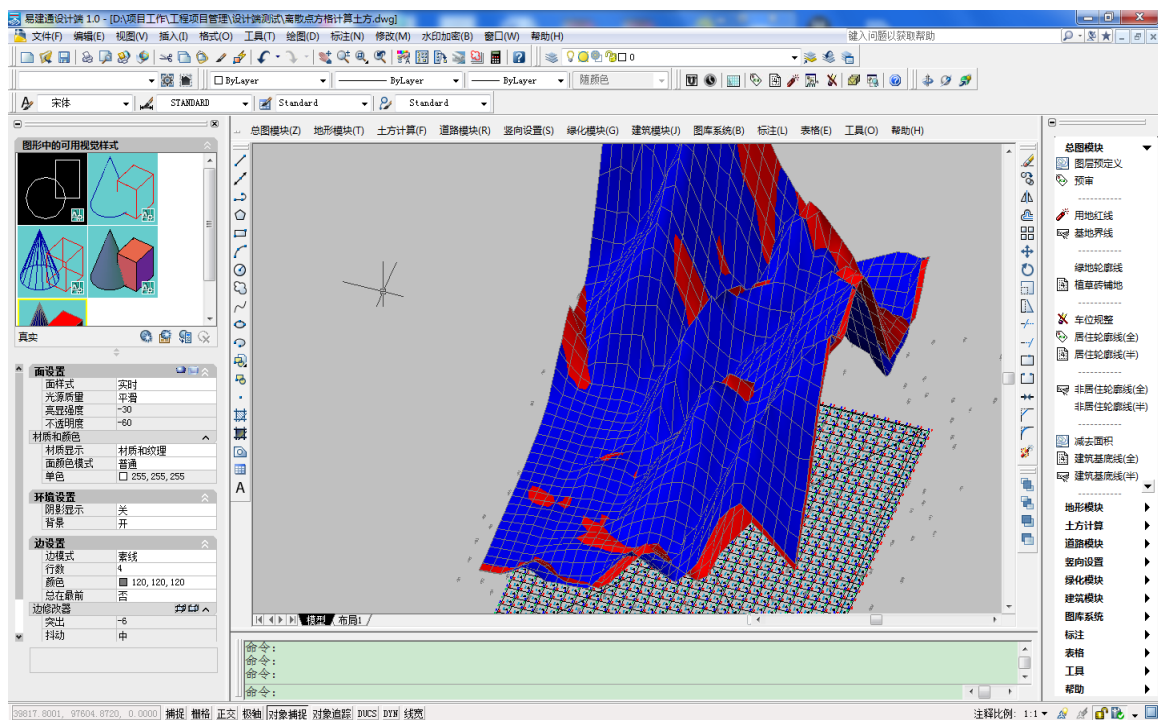 易建通设计端 1.0 - [D:\项目工作\工程项目管理\设计端测试\离散点方格计算土方.dwg]
文件(F) 编辑(E) 视图(V) 插入(I) 格式(O) 工具(T) 绘图(D) 标注(N) 修改(M) 水印加密(B) 窗口(W) 帮助(H) 键入问题以获取帮助
0
ByLayer ByLayer ByLayer 随颜色
宋体 STANDARD Standard Standard
总图模块(Z) 地形模块(T) 土方计算(F) 道路模块(R) 竖向设置(S) 绿化模块(G) 建筑模块(J) 图库系统(B) 标注(L) 表格(E) 工具(O) 帮助(H)
图形中的可用视觉样式
真实
面设置
面样式 实时
光源质量 平滑
亮显强度 -30
不透明度 -60
材质和颜色
材质显示 材质和纹理
面颜色模式 普通
单色 255, 255, 255
环境设置
阴影显示 关
背景 开
边设置
边模式 素线
行数 4
颜色 120, 120, 120
总在最前 否
边修改器
突出 -6
抖动 中
A
模型 布局1
命令:
命令:
命令:
命令:
总图模块
图层预定义
预审
用地红线
基地界线
绿地轮廓线
植草砖铺地
车位规整
居住轮廓线(全)
居住轮廓线(半)
非居住轮廓线(全)
非居住轮廓线(半)
减去面积
建筑基底线(全)
建筑基底线(半)
地形模块
土方计算
道路模块
竖向设置
绿化模块
建筑模块
图库系统
标注
表格
工具
帮助
39817.8001, 97604.8720, 0.0000 捕捉 栅格 正交 极轴 对象捕捉 对象追踪 DUCS DYN 线宽 注释比例: 1:1